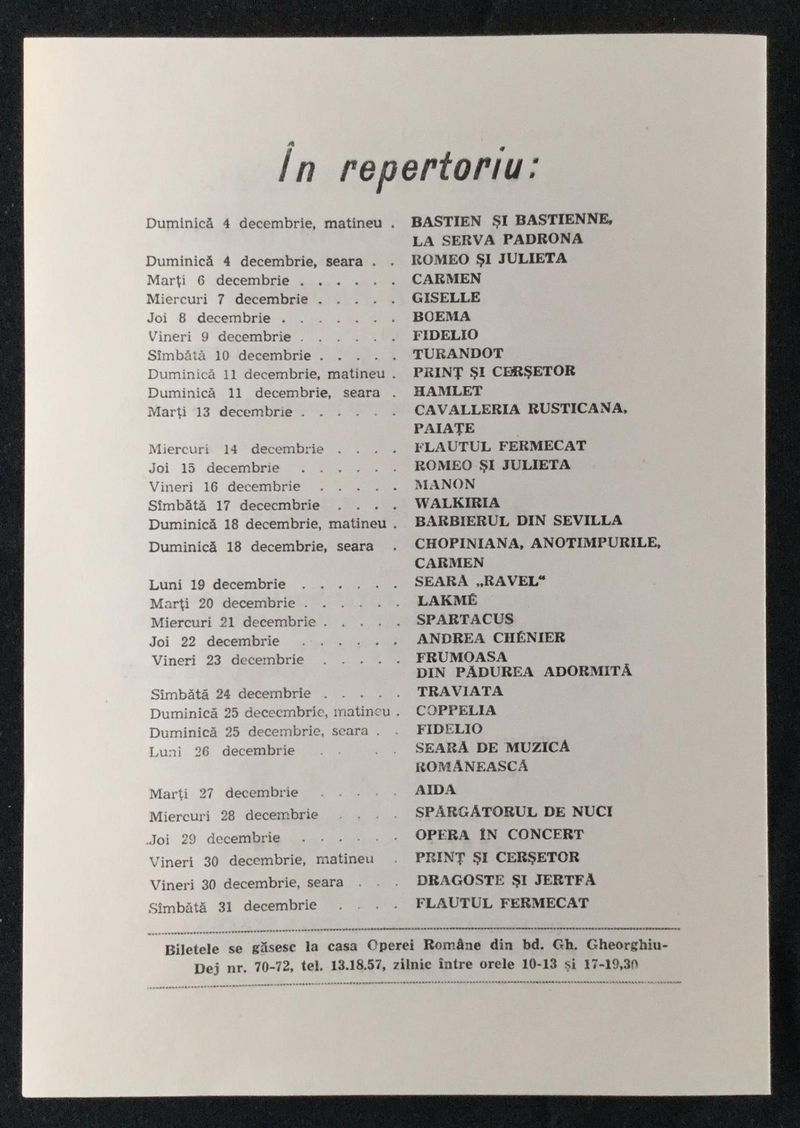 În repertoriu:
Duminică 4 decembrie, matineu . BASTIEN ȘI BASTIENNE,
LA SERVA PADRONA
Duminică 4 decembrie, seara . . ROMEO ȘI JULIETA
Marți 6 decembrie . . . . . . CARMEN
Miercuri 7 decembrie . . . . . GISELLE
Joi 8 decembrie . . . . . . . BOEMA
Vineri 9 decembrie . . . . . . FIDELIO
Sîmbătă 10 decembrie . . . . . TURANDOT
Duminică 11 decembrie, matineu . PRINȚ ȘI CERȘETOR
Duminică 11 decembrie, seara . HAMLET
Marți 13 decembrie . . . . . . CAVALLERIA RUSTICANA,
PAIAȚE
Miercuri 14 decembrie . . . . FLAUTUL FERMECAT
Joi 15 decembrie . . . . . . ROMEO ȘI JULIETA
Vineri 16 decembrie . . . . . MANON
Sîmbătă 17 dececmbrie . . . . WALKIRIA
Duminică 18 decembrie, matineu . BARBIERUL DIN SEVILLA
Duminică 18 decembrie, seara . CHOPINIANA, ANOTIMPURILE,
CARMEN
Luni 19 decembrie . . . . . . SEARĂ „RAVEL“
Marți 20 decembrie . . . . . . LAKMÉ
Miercuri 21 decembrie . . . . . SPARTACUS
Joi 22 decembrie . . . . . . ANDREA CHÉNIER
Vineri 23 decembrie . . . . . FRUMOASA
DIN PĂDUREA ADORMITĂ
Sîmbătă 24 decembrie . . . . . TRAVIATA
Duminică 25 dececmbrie, matineu . COPPELIA
Duminică 25 decembrie, seara . . FIDELIO
Luni 26 decembrie . . . . SEARĂ DE MUZICĂ
ROMÂNEASCĂ
Marți 27 decembrie . . . . . AIDA
Miercuri 28 decembrie . . . . SPĂRGĂTORUL DE NUCI
Joi 29 decembrie . . . . . . OPERA ÎN CONCERT
Vineri 30 decembrie, matineu . PRINȚ ȘI CERȘETOR
Vineri 30 decembrie, seara . . . DRAGOSTE ȘI JERTFĂ
Sîmbătă 31 decembrie . . . . FLAUTUL FERMECAT
Biletele se găsesc la casa Operei Române din bd. Gh. Gheorghiu-
Dej nr. 70-72, tel. 13.18.57, zilnic între orele 10-13 și 17-19,30